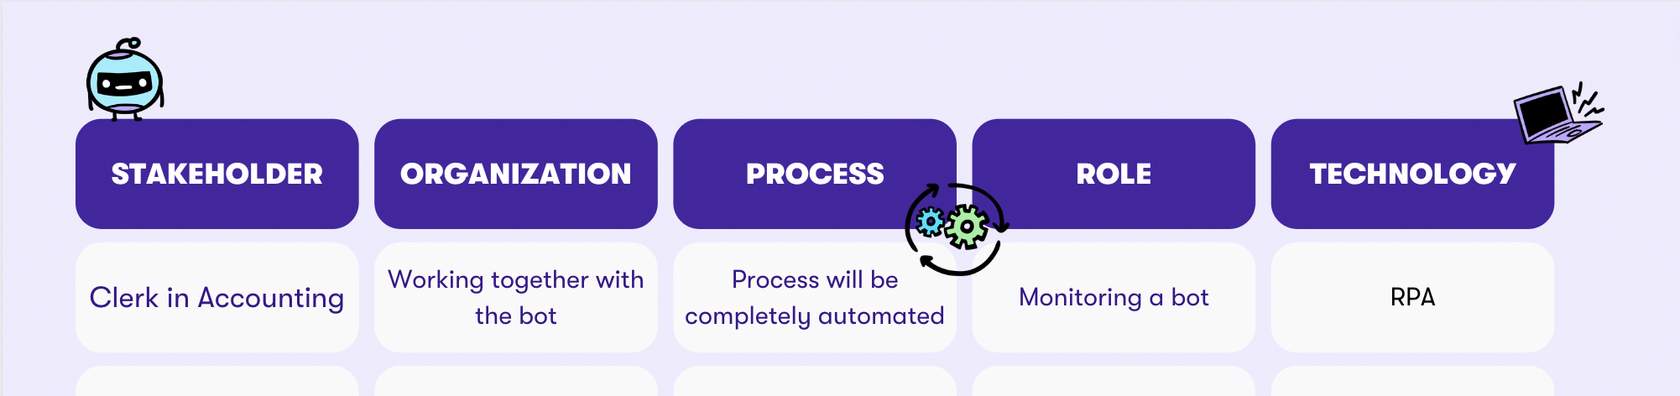 STAKEHOLDER
ORGANIZATION
PROCESS
ROLE
TECHNOLOGY
Clerk in Accounting
Working together with
the bot
Process will be
completely automated
Monitoring a bot
RPA